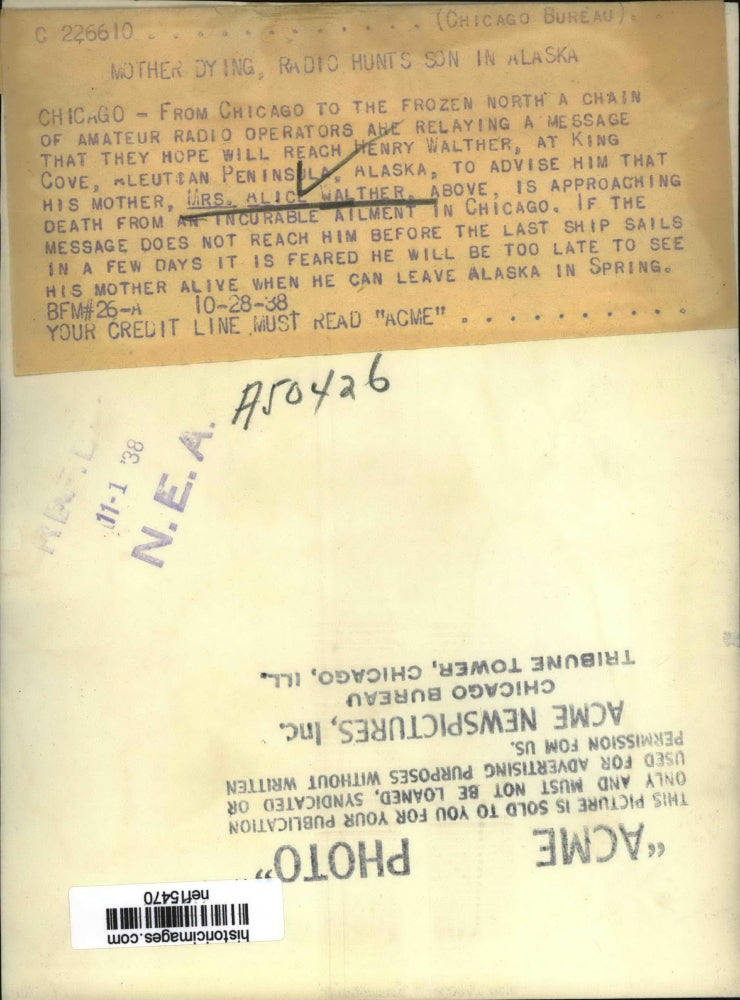 C 226610 . . . . . . . . . . . . (CHICAGO BUREAU).
MOTHER DYING, RADIO HUNTS SON IN ALASKA
CHICAGO - FROM CHICAGO TO THE FROZEN NORTH A CHAIN
OF AMATEUR RADIO OPERATORS ARE RELAYING A MESSAGE
THAT THEY HOPE WILL REACH HENRY WALTHER, AT KING
COVE, ALEUTIAN PENINSULA, ALASKA, TO ADVISE HIM THAT
HIS MOTHER, MRS. ALICE WALTHER, ABOVE, IS APPROACHING
DEATH FROM AN INCURABLE AILMENT IN CHICAGO. IF THE
MESSAGE DOES NOT REACH HIM BEFORE THE LAST SHIP SAILS
IN A FEW DAYS IT IS FEARED HE WILL BE TOO LATE TO SEE
HIS MOTHER ALIVE WHEN HE CAN LEAVE ALASKA IN SPRING.
BFM#26-A 10-28-38
YOUR CREDIT LINE MUST READ "ACME" . . . . . . . . . .
A50426
11-1 '38
N.E.A.
"ACME PHOTO"
THIS PICTURE IS SOLD TO YOU FOR YOUR PUBLICATION
ONLY AND MUST NOT BE LOANED, SYNDICATED OR
USED FOR ADVERTISING PURPOSES WITHOUT WRITTEN
PERMISSION FOM US.
ACME NEWSPICTURES, Inc.
CHICAGO BUREAU
TRIBUNE TOWER, CHICAGO, ILL.
historicimages.com
nef15470